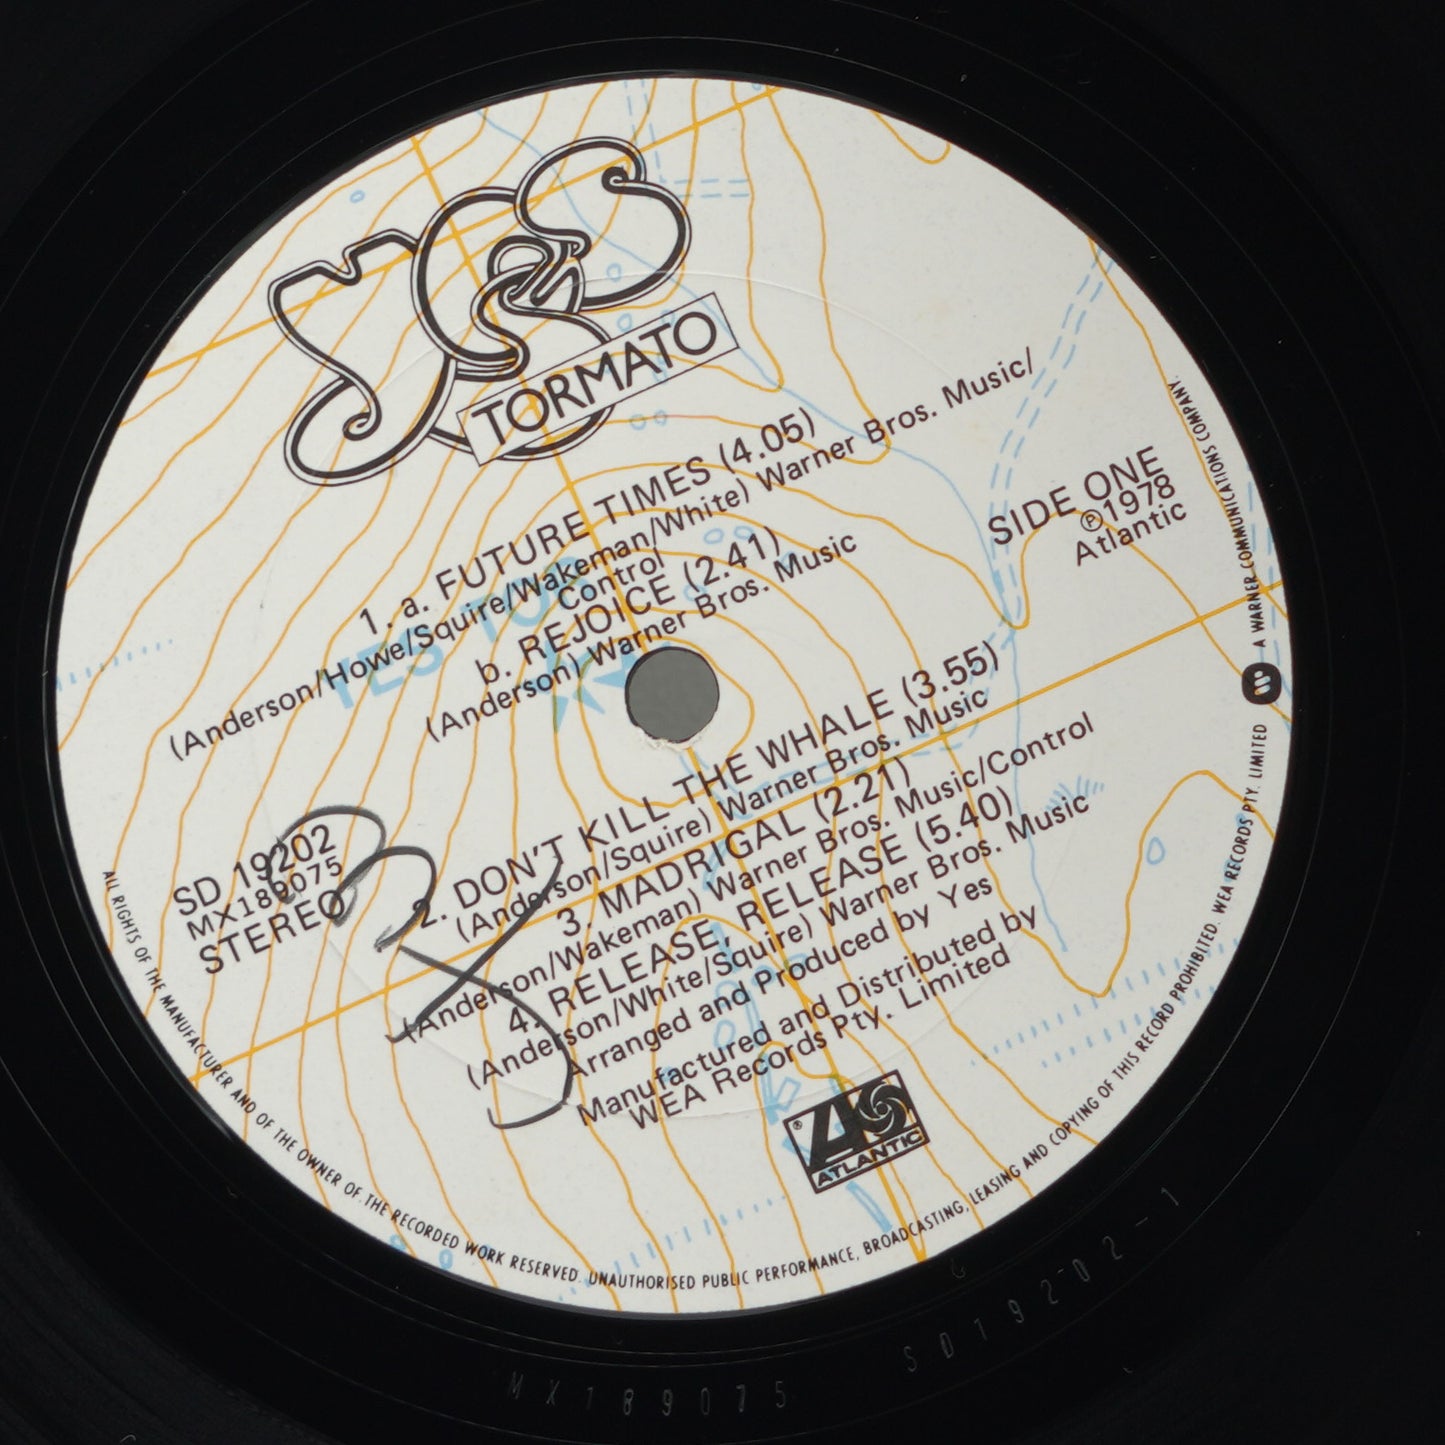 Yes
TORMATO
1. a. FUTURE TIMES (4.05)
(Anderson/Howe/Squire/Wakeman/White) Warner Bros. Music/
Control
b. REJOICE (2.41)
(Anderson) Warner Bros. Music
SIDE ONE
℗1978
Atlantic
YES TOR
2. DON'T KILL THE WHALE (3.55)
(Anderson/Squire) Warner Bros. Music
3. MADRIGAL (2.21)
(Anderson/Wakeman) Warner Bros. Music/Control
4. RELEASE, RELEASE (5.40)
(Anderson/White/Squire) Warner Bros. Music
Arranged and Produced by Yes
Manufactured and Distributed by
WEA Records Pty. Limited
SD 19202
MX189075
STEREO
® ATLANTIC
ALL RIGHTS OF THE MANUFACTURER AND OF THE OWNER OF THE RECORDED WORK RESERVED. UNAUTHORISED PUBLIC PERFORMANCE, BROADCASTING, LEASING AND COPYING OF THIS RECORD PROHIBITED. WEA RECORDS PTY. LIMITED A WARNER COMMUNICATIONS COMPANY.
MX189075 SD19202-1